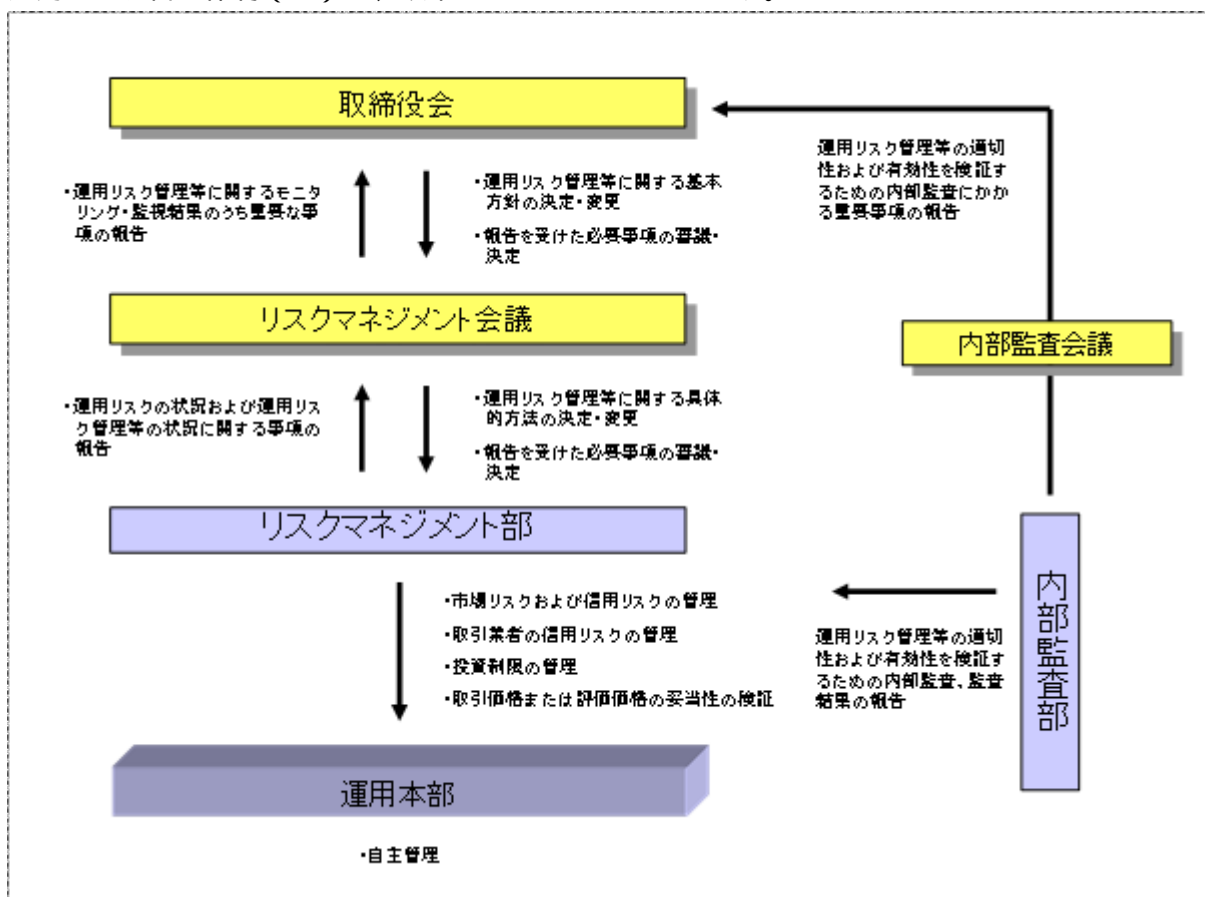 取締役会
・運用リスク管理等に関するモニタ
リング・監視結果のうち重要な事
項の報告
・運用リスク管理等に関する基本
方針の決定・変更
・報告を受けた必要事項の審議・
決定
運用リスク管理等の適切
性および有効性を検証す
るための内部監査にかか
る重要事項の報告
リスクマネジメント会議
内部監査会議
・運用リスクの状況および運用リス
ク管理等の状況に関する事項の
報告
・運用リスク管理等に関する具体
的方法の決定・変更
・報告を受けた必要事項の審議・
決定
リスクマネジメント部
・市場リスクおよび信用リスクの管理
・取引業者の信用リスクの管理
・投資制限の管理
・取引価格または評価価格の妥当性の検証
運用リスク管理等の適切
性および有効性を検証す
るための内部監査、監査
結果の報告
内部監査部
運用本部
・自主管理